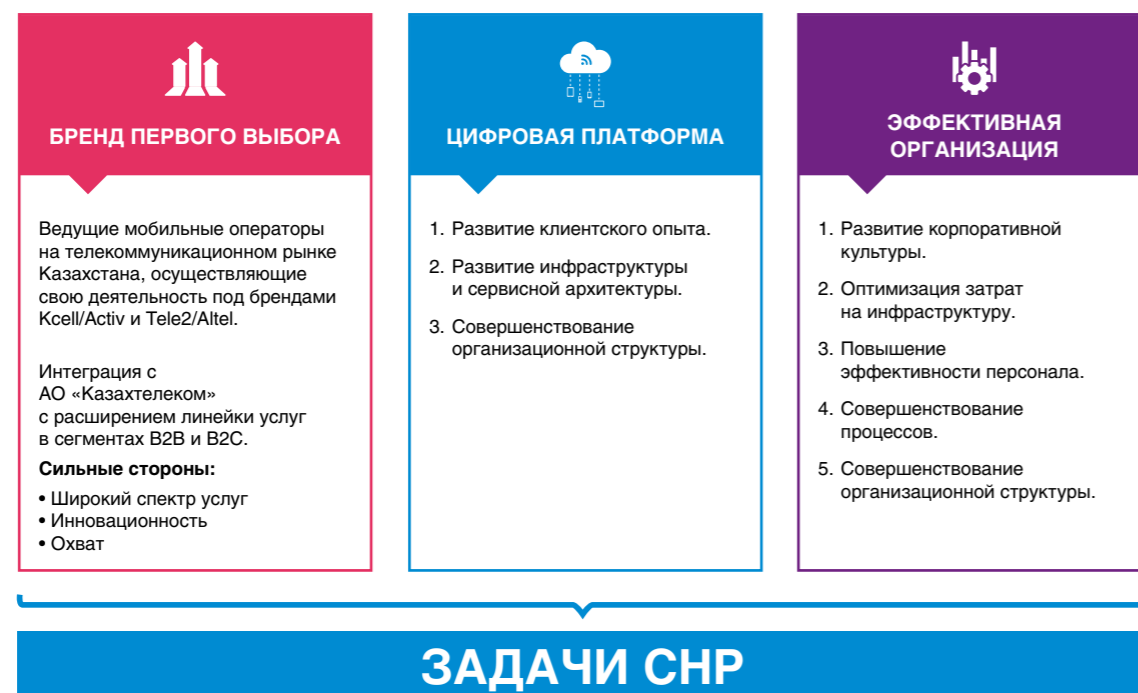 БРЕНД ПЕРВОГО ВЫБОРА
Ведущие мобильные операторы
на телекоммуникационном рынке
Казахстана, осуществляющие
свою деятельность под брендами
Kcell/Activ и Tele2/Altel.
Интеграция с
АО «Казахтелеком»
с расширением линейки услуг
в сегментах B2B и B2C.
Сильные стороны:
• Широкий спектр услуг
• Инновационность
• Охват
ЦИФРОВАЯ ПЛАТФОРМА
1. Развитие клиентского опыта.
2. Развитие инфраструктуры
и сервисной архитектуры.
3. Совершенствование
организационной структуры.
ЭФФЕКТИВНАЯ
ОРГАНИЗАЦИЯ
1. Развитие корпоративной
культуры.
2. Оптимизация затрат
на инфраструктуру.
3. Повышение
эффективности персонала.
4. Совершенствование
процессов.
5. Совершенствование
организационной структуры.
ЗАДАЧИ СНР